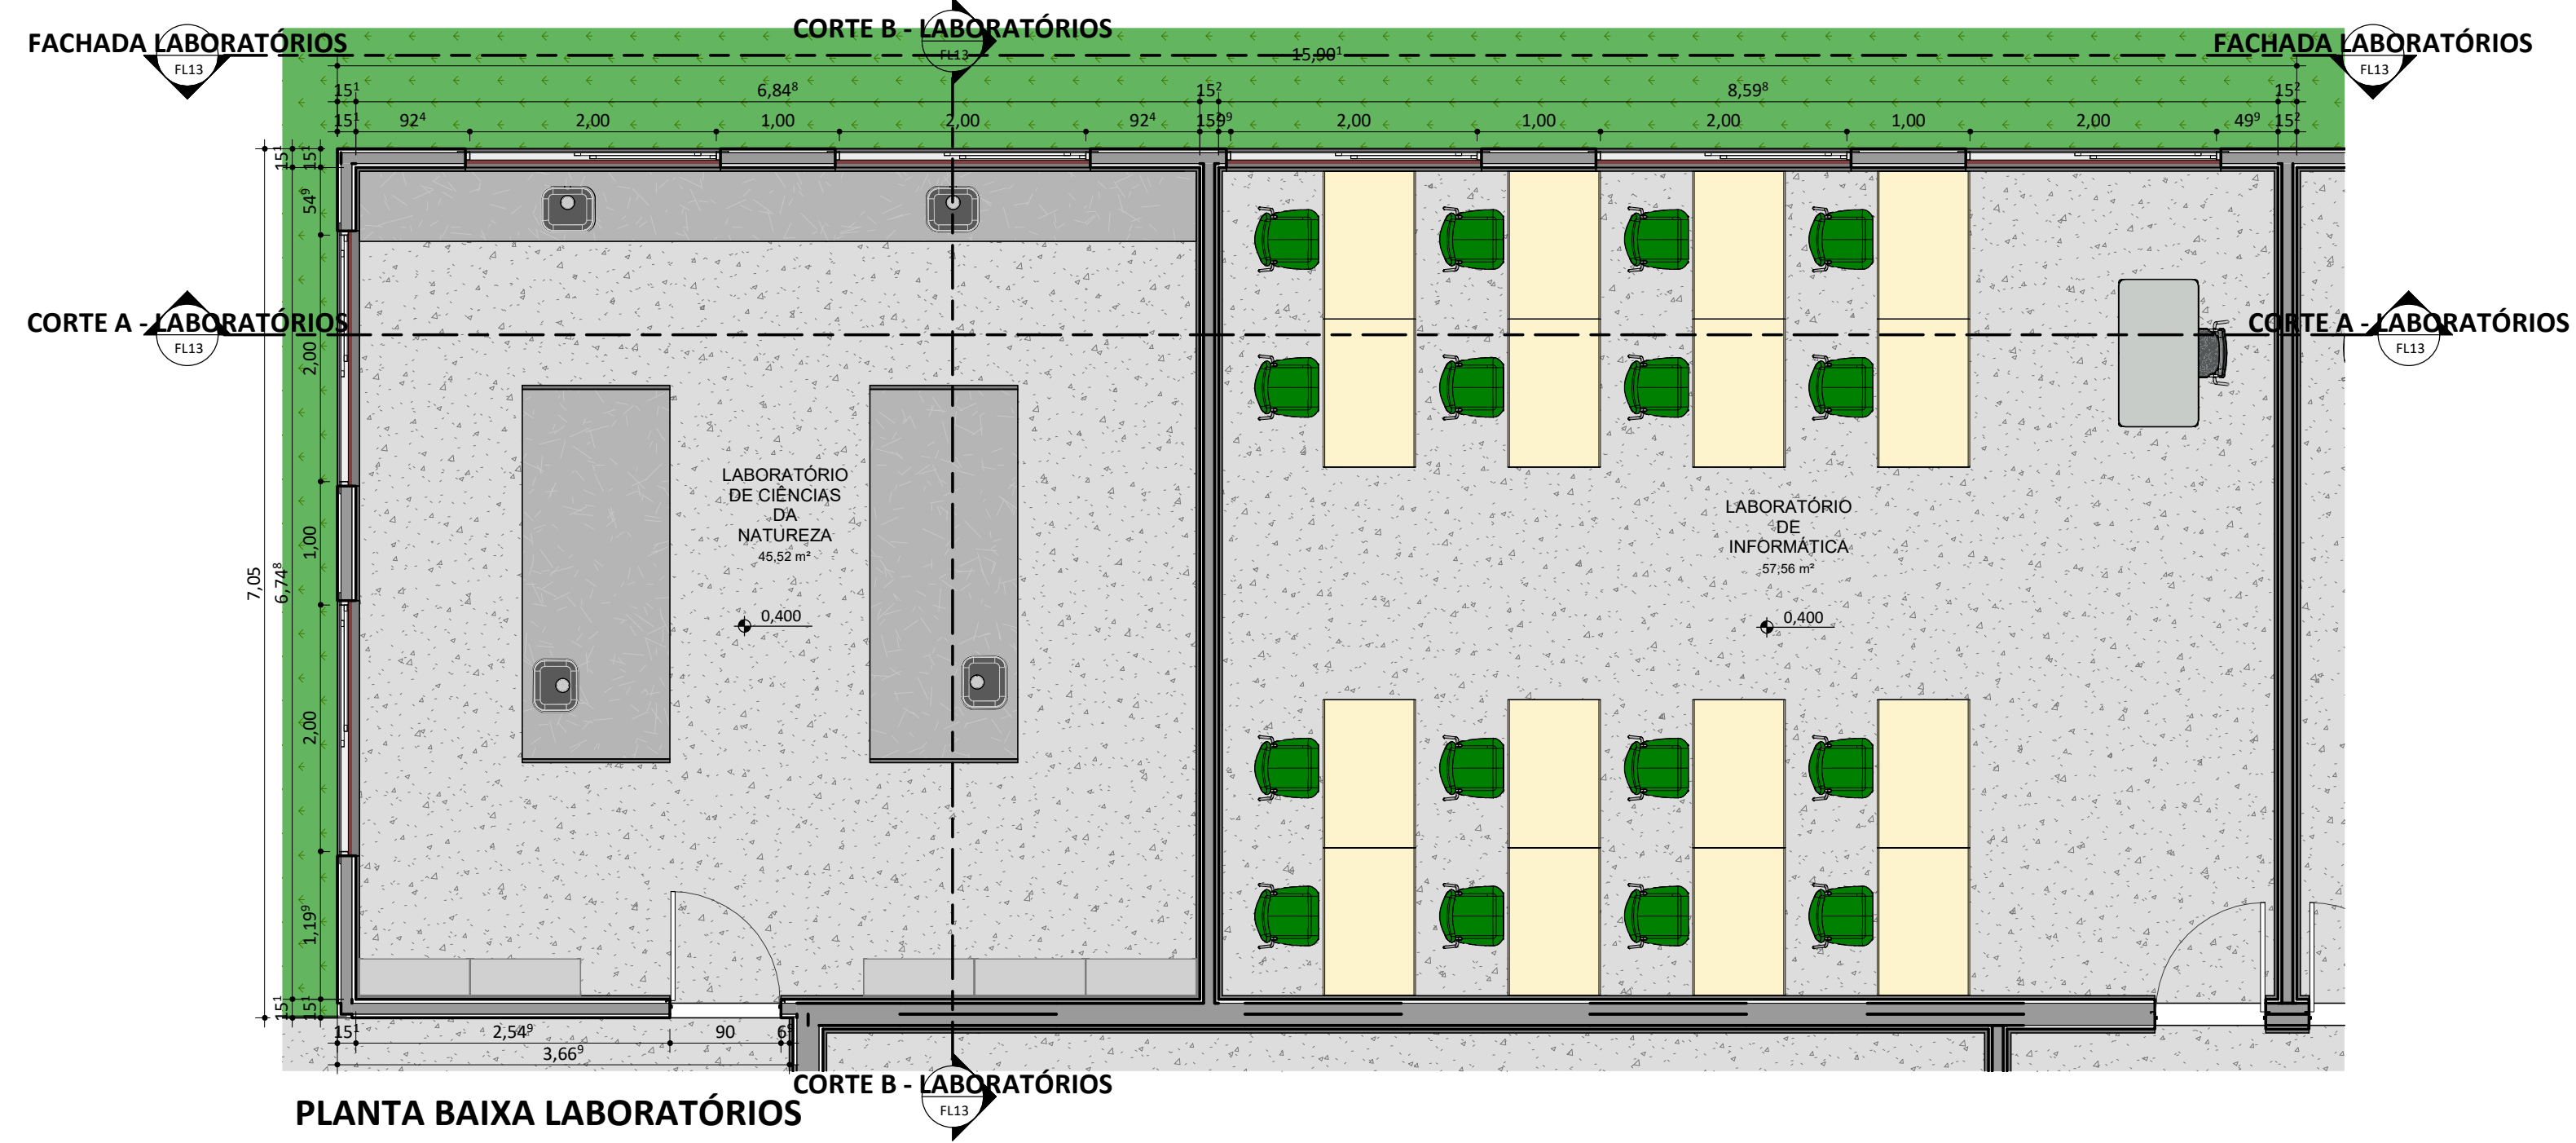 CORTE B - LABORATÓRIOS
FL13
FACHADA LABORATÓRIOS
FL13
FACHADA LABORATÓRIOS
FL13
15,90¹
15¹
6,84⁸
15²
8,59⁸
15²
15¹
92⁴
2,00
1,00
2,00
92⁴
15
9⁹
2,00
1,00
2,00
1,00
2,00
49⁹
15²
15¹
15¹
54⁹
2,00
1,00
2,00
1,19⁹
15¹
15¹
7,05
6,74⁸
CORTE A - LABORATÓRIOS
FL13
CORTE A - LABORATÓRIOS
FL13
LABORATÓRIO
DE CIÊNCIAS
DA
NATUREZA
45,52 m²
0,400
LABORATÓRIO
DE
INFORMÁTICA
57,56 m²
0,400
15¹
2,54⁹
90
6⁹
3,66⁹
CORTE B - LABORATÓRIOS
FL13
PLANTA BAIXA LABORATÓRIOS